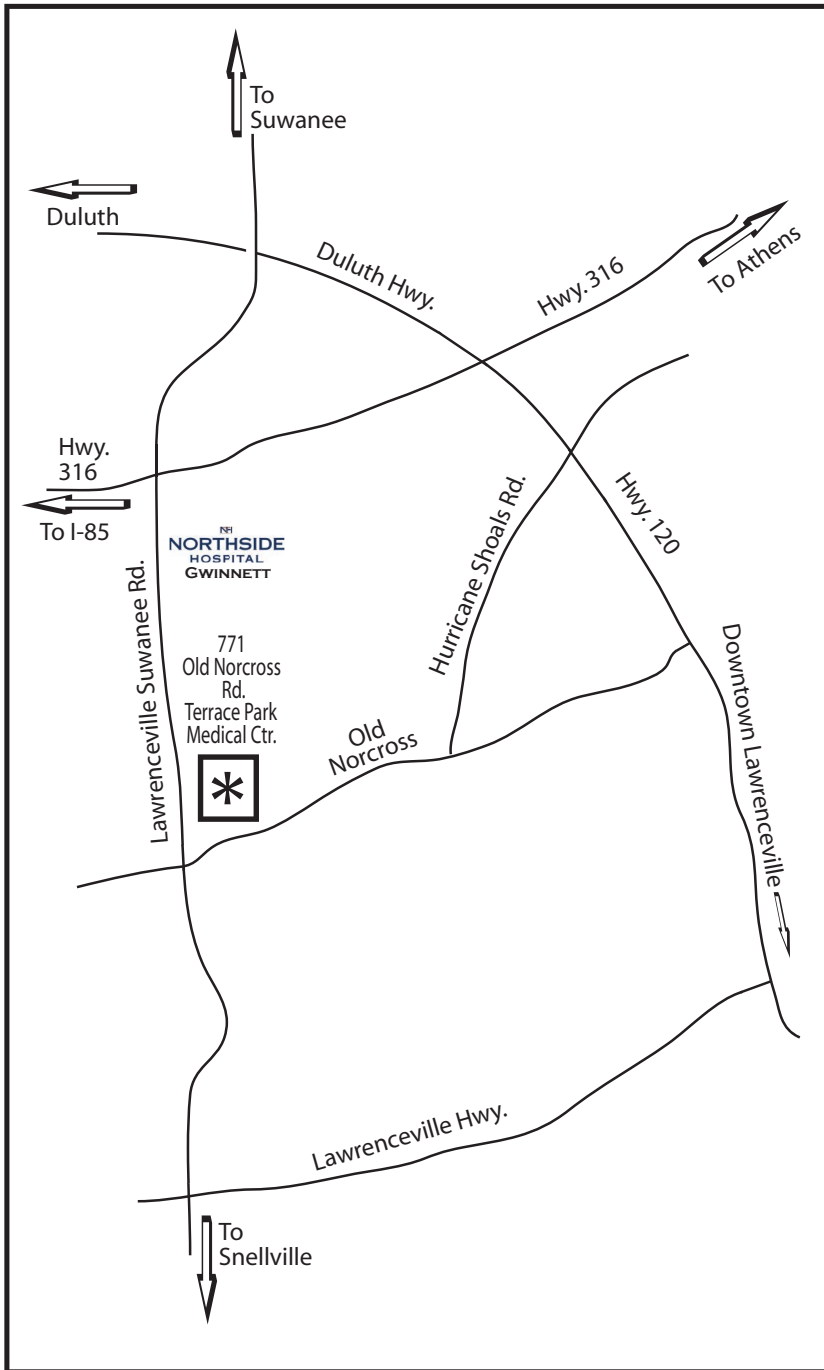 To
Suwanee
Duluth
Duluth Hwy.
Hwy. 316
To Athens
Hwy.
316
To I-85
NH
NORTHSIDE
HOSPITAL
GWINNETT
Hurricane Shoals Rd.
Hwy. 120
Lawrenceville Suwanee Rd.
771
Old Norcross
Rd.
Terrace Park
Medical Ctr.
*
Old
Norcross
Downtown Lawrenceville
Lawrenceville Hwy.
To
Snellville